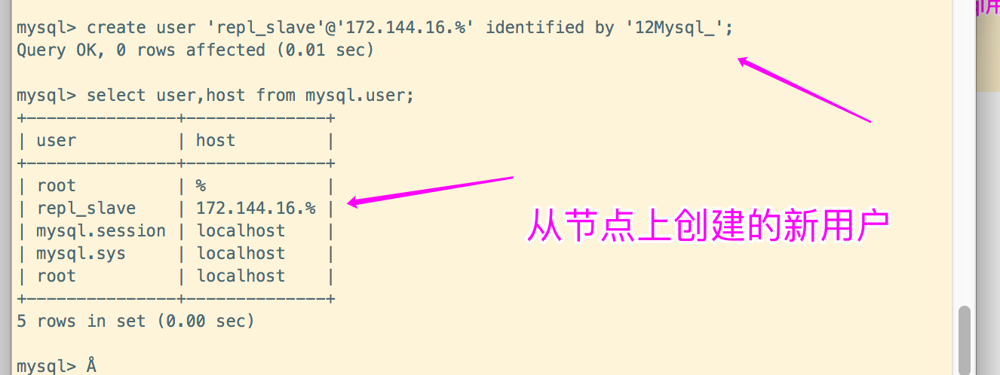 mysql> create user 'repl_slave'@'172.144.16.%' identified by '12Mysql_';
Query OK, 0 rows affected (0.01 sec)
mysql> select user,host from mysql.user;
+---------------+--------------+
| user          | host         |
+---------------+--------------+
| root          | %            |
| repl_slave    | 172.144.16.% |
| mysql.session | localhost    |
| mysql.sys     | localhost    |
| root          | localhost    |
+---------------+--------------+
5 rows in set (0.00 sec)
mysql> Å
从节点上创建的新用户